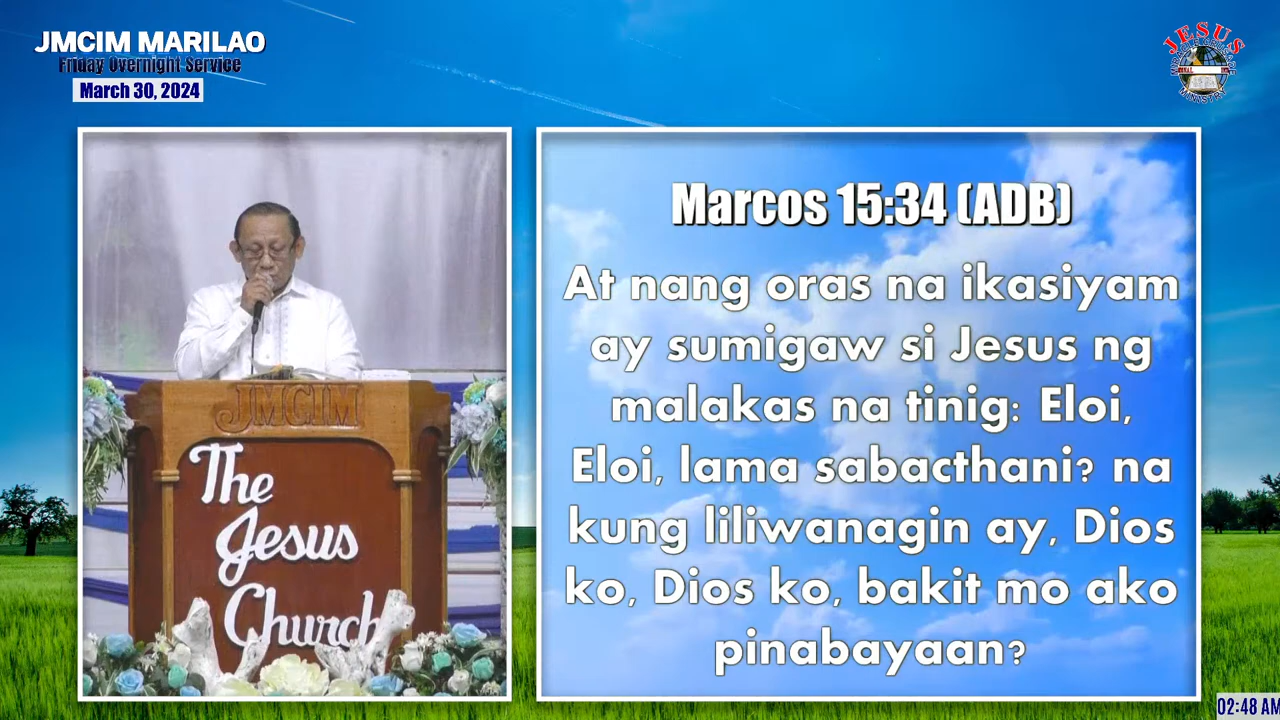 JMCIM MARILAO
Friday Overnight Service
March 30, 2024
JESUS
MINISTRY
JMCIM
The
Jesus
Church
Marcos 15:34 (ADB)
At nang oras na ikasiyam
ay sumigaw si Jesus ng
malakas na tinig: Eloi,
Eloi, lama sabacthani? na
kung liliwanagin ay, Dios
ko, Dios ko, bakit mo ako
pinabayaan?
02:48 AM